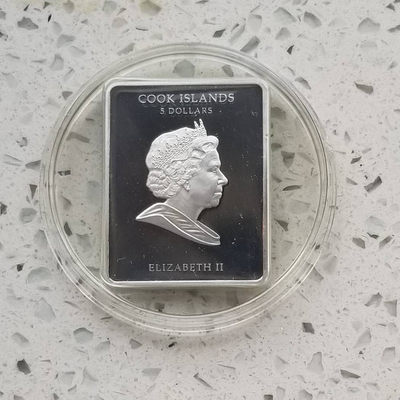 COOK ISLANDS
5 DOLLARS
ELIZABETH II